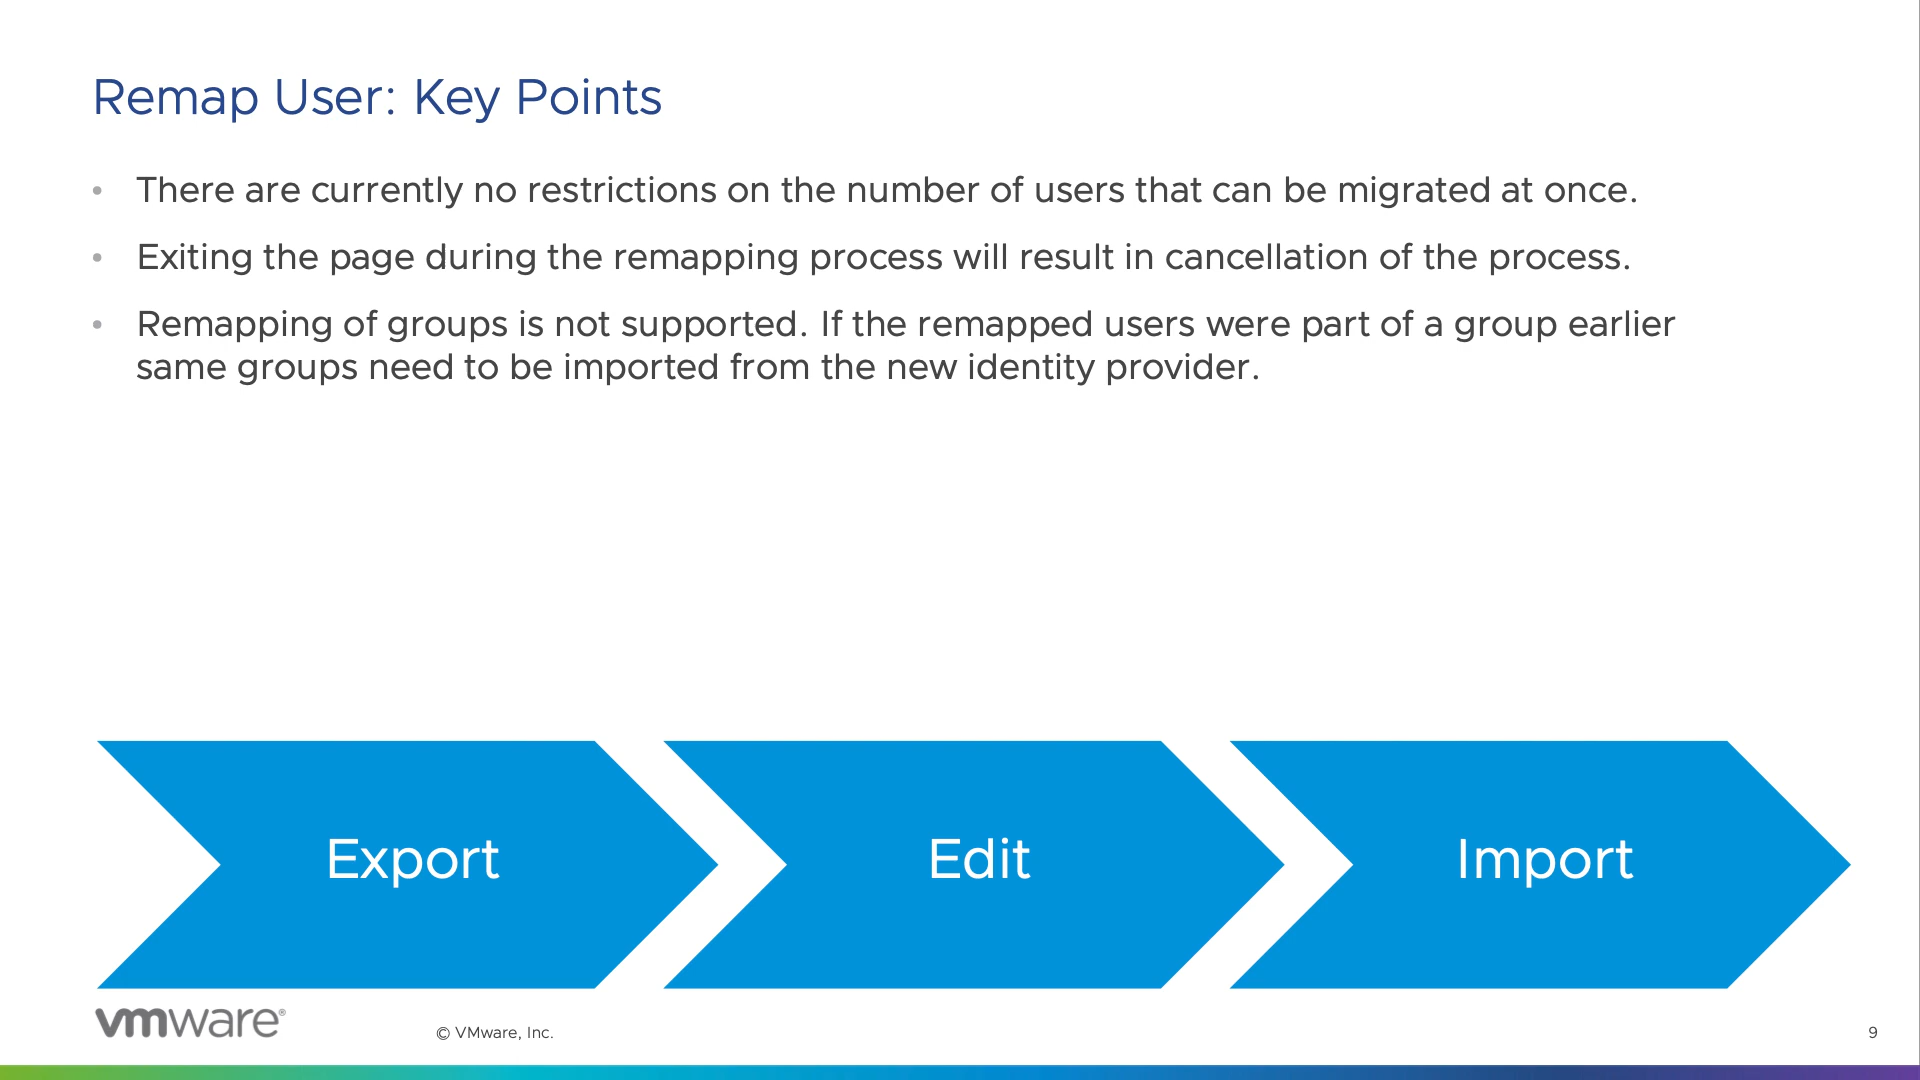 Remap User: Key Points
• There are currently no restrictions on the number of users that can be migrated at once.
• Exiting the page during the remapping process will result in cancellation of the process.
• Remapping of groups is not supported. If the remapped users were part of a group earlier
same groups need to be imported from the new identity provider.
Export
Edit
Import
vmware®
© VMware, Inc.
9